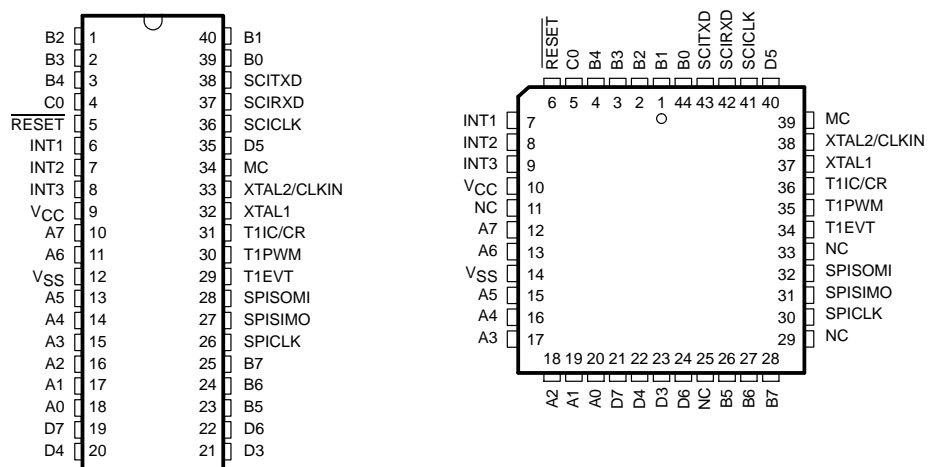 B2 1 40 B1
B3 2 39 B0
B4 3 38 SCITXD
C0 4 37 SCIRXD
RESET 5 36 SCICLK
INT1 6 35 D5
INT2 7 34 MC
INT3 8 33 XTAL2/CLKIN
VCC 9 32 XTAL1
A7 10 31 T1IC/CR
A6 11 30 T1PWM
VSS 12 29 T1EVT
A5 13 28 SPISOMI
A4 14 27 SPISIMO
A3 15 26 SPICLK
A2 16 25 B7
A1 17 24 B6
A0 18 23 B5
D7 19 22 D6
D4 20 21 D3
RESET C0 B4 B3 B2 B1 B0 SCITXD SCIRXD SCICLK D5
6 5 4 3 2 1 44 43 42 41 40
INT1 7 39 MC
INT2 8 38 XTAL2/CLKIN
INT3 9 37 XTAL1
VCC 10 36 T1IC/CR
NC 11 35 T1PWM
A7 12 34 T1EVT
A6 13 33 NC
VSS 14 32 SPISOMI
A5 15 31 SPISIMO
A4 16 30 SPICLK
A3 17 29 NC
18 19 20 21 22 23 24 25 26 27 28
A2 A1 A0 D7 D4 D3 D6 NC B5 B6 B7